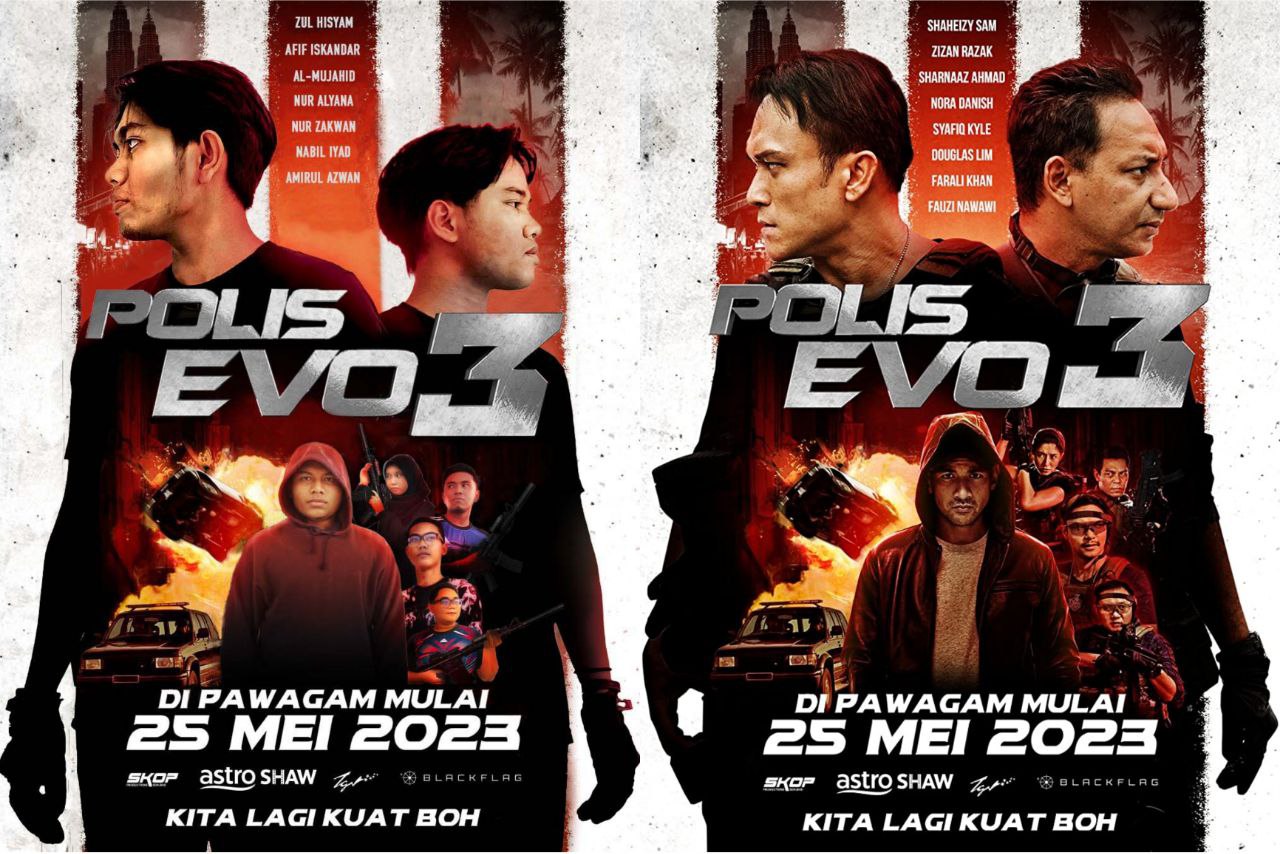 ZUL HISYAM
AFIF ISKANDAR
AL-MUJAHID
NUR ALYANA
NUR ZAKWAN
NABIL IYAD
AMIRUL AZWAN
POLIS
EVO 3
DI PAWAGAM MULAI
25 MEI 2023
SKOP
astro SHAW
BLACKFLAG
KITA LAGI KUAT BOH
SHAHEIZY SAM
ZIZAN RAZAK
SHARNAAZ AHMAD
NORA DANISH
SYAFIQ KYLE
DOUGLAS LIM
FARALI KHAN
FAUZI NAWAWI
POLIS
EVO 3
DI PAWAGAM MULAI
25 MEI 2023
SKOP
astro SHAW
BLACKFLAG
KITA LAGI KUAT BOH